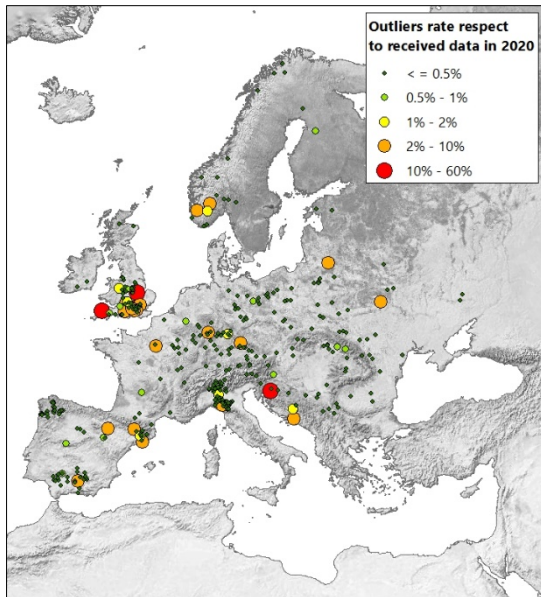 Outliers rate respect
to received data in 2020
< = 0.5%
0.5% - 1%
1% - 2%
2% - 10%
10% - 60%